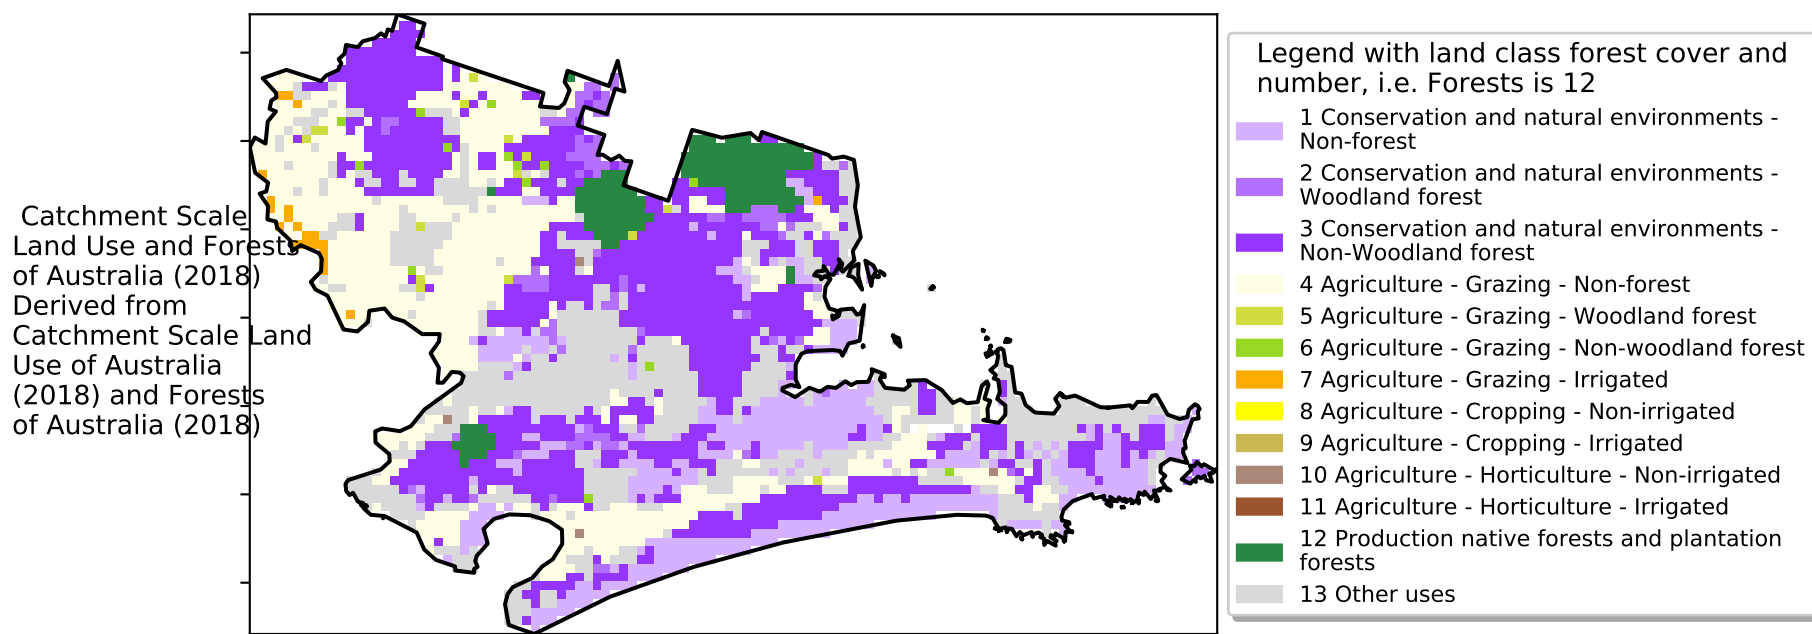 Catchment Scale
Land Use and Forests
of Australia (2018)
Derived from
Catchment Scale Land
Use of Australia
(2018) and Forests
of Australia (2018)
Legend with land class forest cover and
number, i.e. Forests is 12
1 Conservation and natural environments -
Non-forest
2 Conservation and natural environments -
Woodland forest
3 Conservation and natural environments -
Non-Woodland forest
4 Agriculture - Grazing - Non-forest
5 Agriculture - Grazing - Woodland forest
6 Agriculture - Grazing - Non-woodland forest
7 Agriculture - Grazing - Irrigated
8 Agriculture - Cropping - Non-irrigated
9 Agriculture - Cropping - Irrigated
10 Agriculture - Horticulture - Non-irrigated
11 Agriculture - Horticulture - Irrigated
12 Production native forests and plantation
forests
13 Other uses